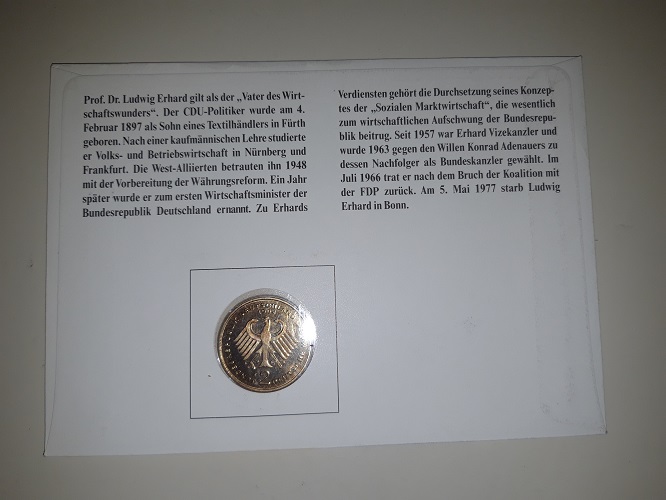 Prof. Dr. Ludwig Erhard gilt als der „Vater des Wirt-
schaftswunders“. Der CDU-Politiker wurde am 4.
Februar 1897 als Sohn eines Textilhändlers in Fürth
geboren. Nach einer kaufmännischen Lehre studierte
er Volks- und Betriebswirtschaft in Nürnberg und
Frankfurt. Die West-Alliierten betrauten ihn 1948
mit der Vorbereitung der Währungsreform. Ein Jahr
später wurde er zum ersten Wirtschaftsminister der
Bundesrepublik Deutschland ernannt. Zu Erhards
Verdiensten gehört die Durchsetzung seines Konzep-
tes der „Sozialen Marktwirtschaft“, die wesentlich
zum wirtschaftlichen Aufschwung der Bundesrepu-
blik beitrug. Seit 1957 war Erhard Vizekanzler und
wurde 1963 gegen den Willen Konrad Adenauers zu
dessen Nachfolger als Bundeskanzler gewählt. Im
Juli 1966 trat er nach dem Bruch der Koalition mit
der FDP zurück. Am 5. Mai 1977 starb Ludwig
Erhard in Bonn.